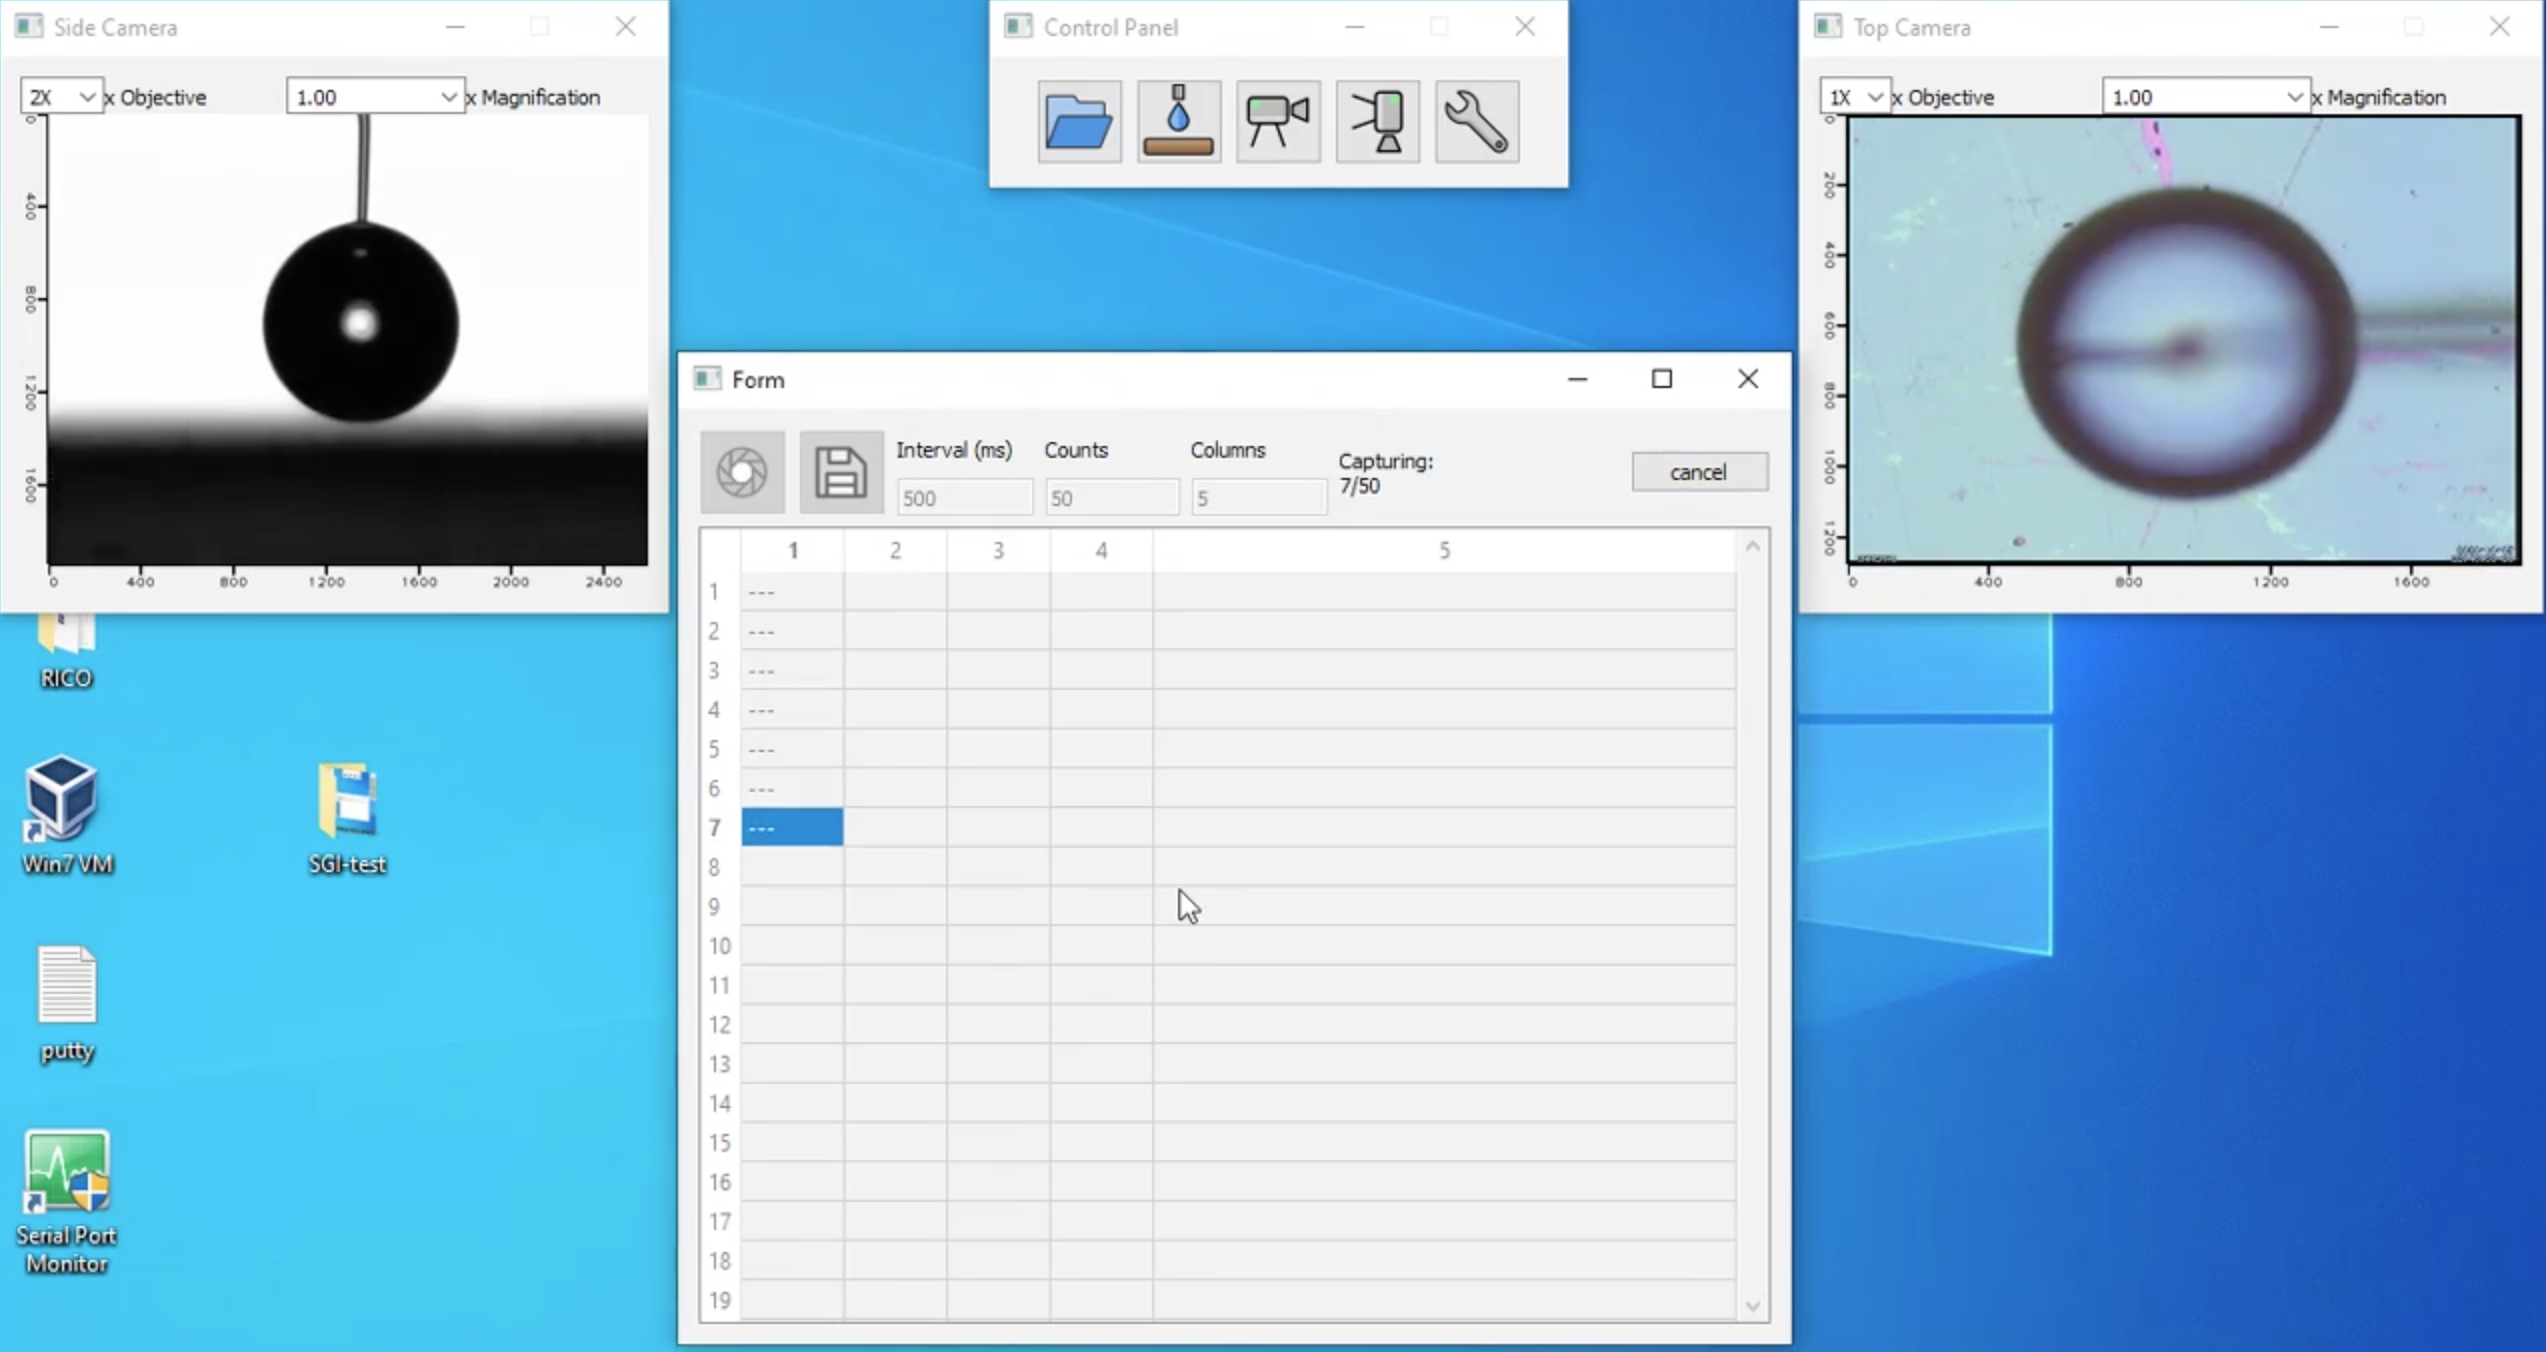 Side Camera
2X x Objective 1.00 x Magnification
0
400
800
1200
1600
0 400 800 1200 1600 2000 2400
Control Panel
Top Camera
1X x Objective 1.00 x Magnification
0
200
400
600
800
1000
1200
0 400 800 1200 1600
Form
Interval (ms) Counts Columns
500 50 5
Capturing:
7/50
cancel
1 2 3 4 5
1 ---
2 ---
3 ---
4 ---
5 ---
6 ---
7 ---
8
9
10
11
12
13
14
15
16
17
18
19
RICO
Win7 VM
SGI-test
putty
Serial Port
Monitor